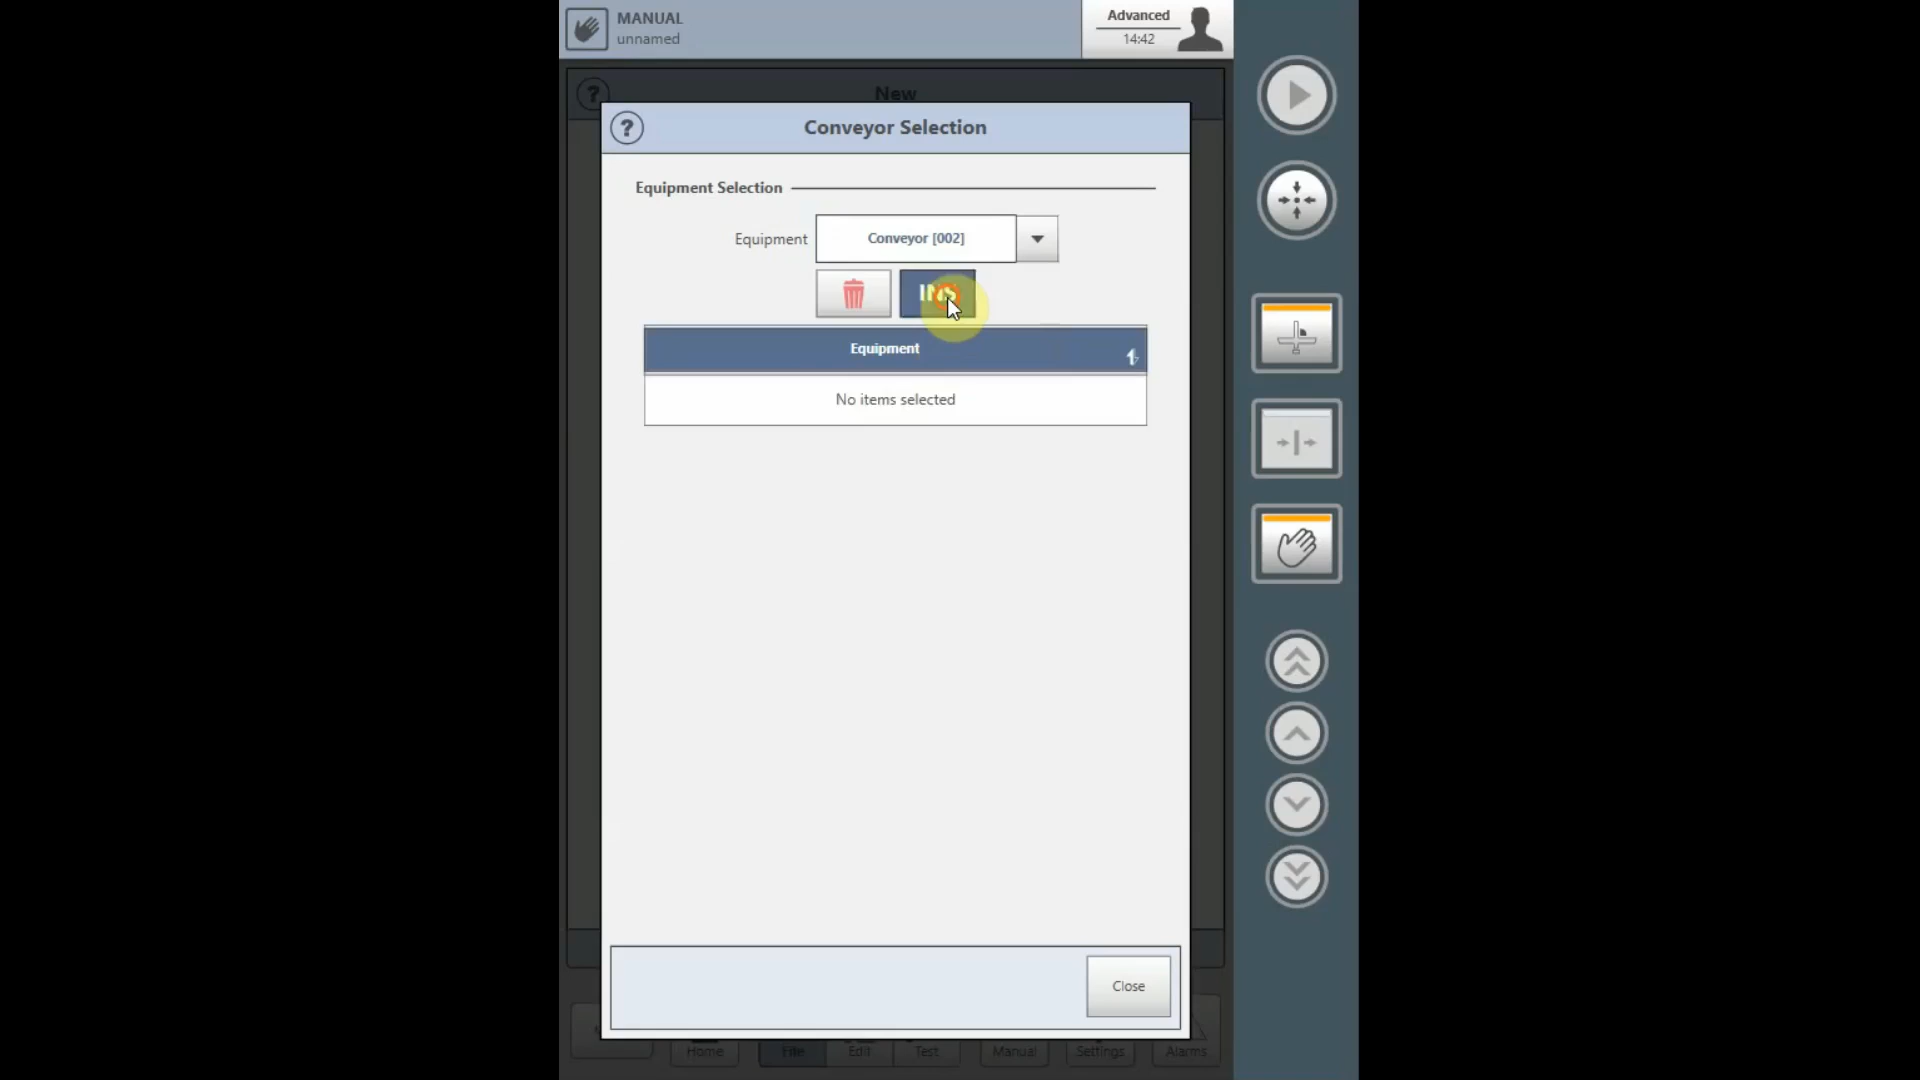 MANUAL
unnamed
Advanced
14:42
New
?
?
Conveyor Selection
Equipment Selection
Equipment
Conveyor [002]
INS
Equipment
No items selected
Close
Home
File
Edit
Test
Manual
Settings
Alarms